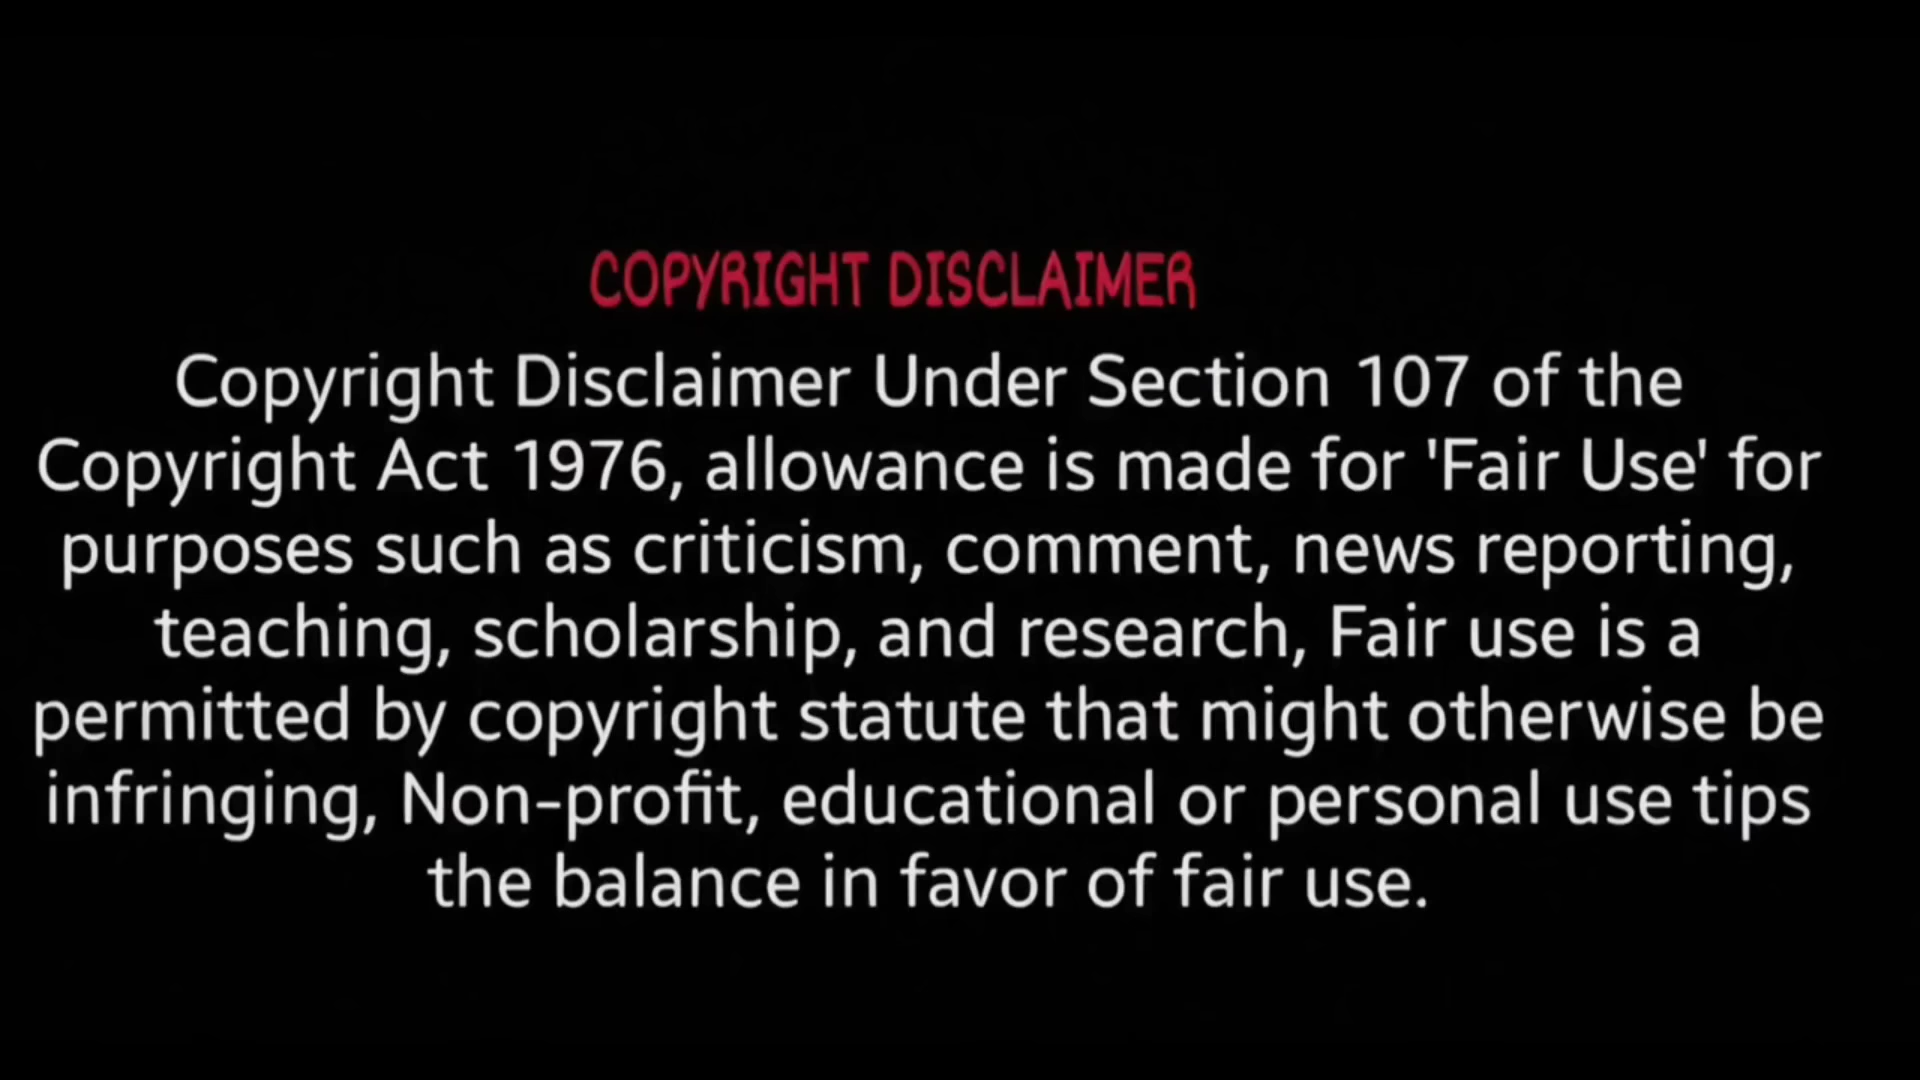 COPYRIGHT DISCLAIMER
Copyright Disclaimer Under Section 107 of the
Copyright Act 1976, allowance is made for 'Fair Use' for
purposes such as criticism, comment, news reporting,
teaching, scholarship, and research, Fair use is a
permitted by copyright statute that might otherwise be
infringing, Non-profit, educational or personal use tips
the balance in favor of fair use.